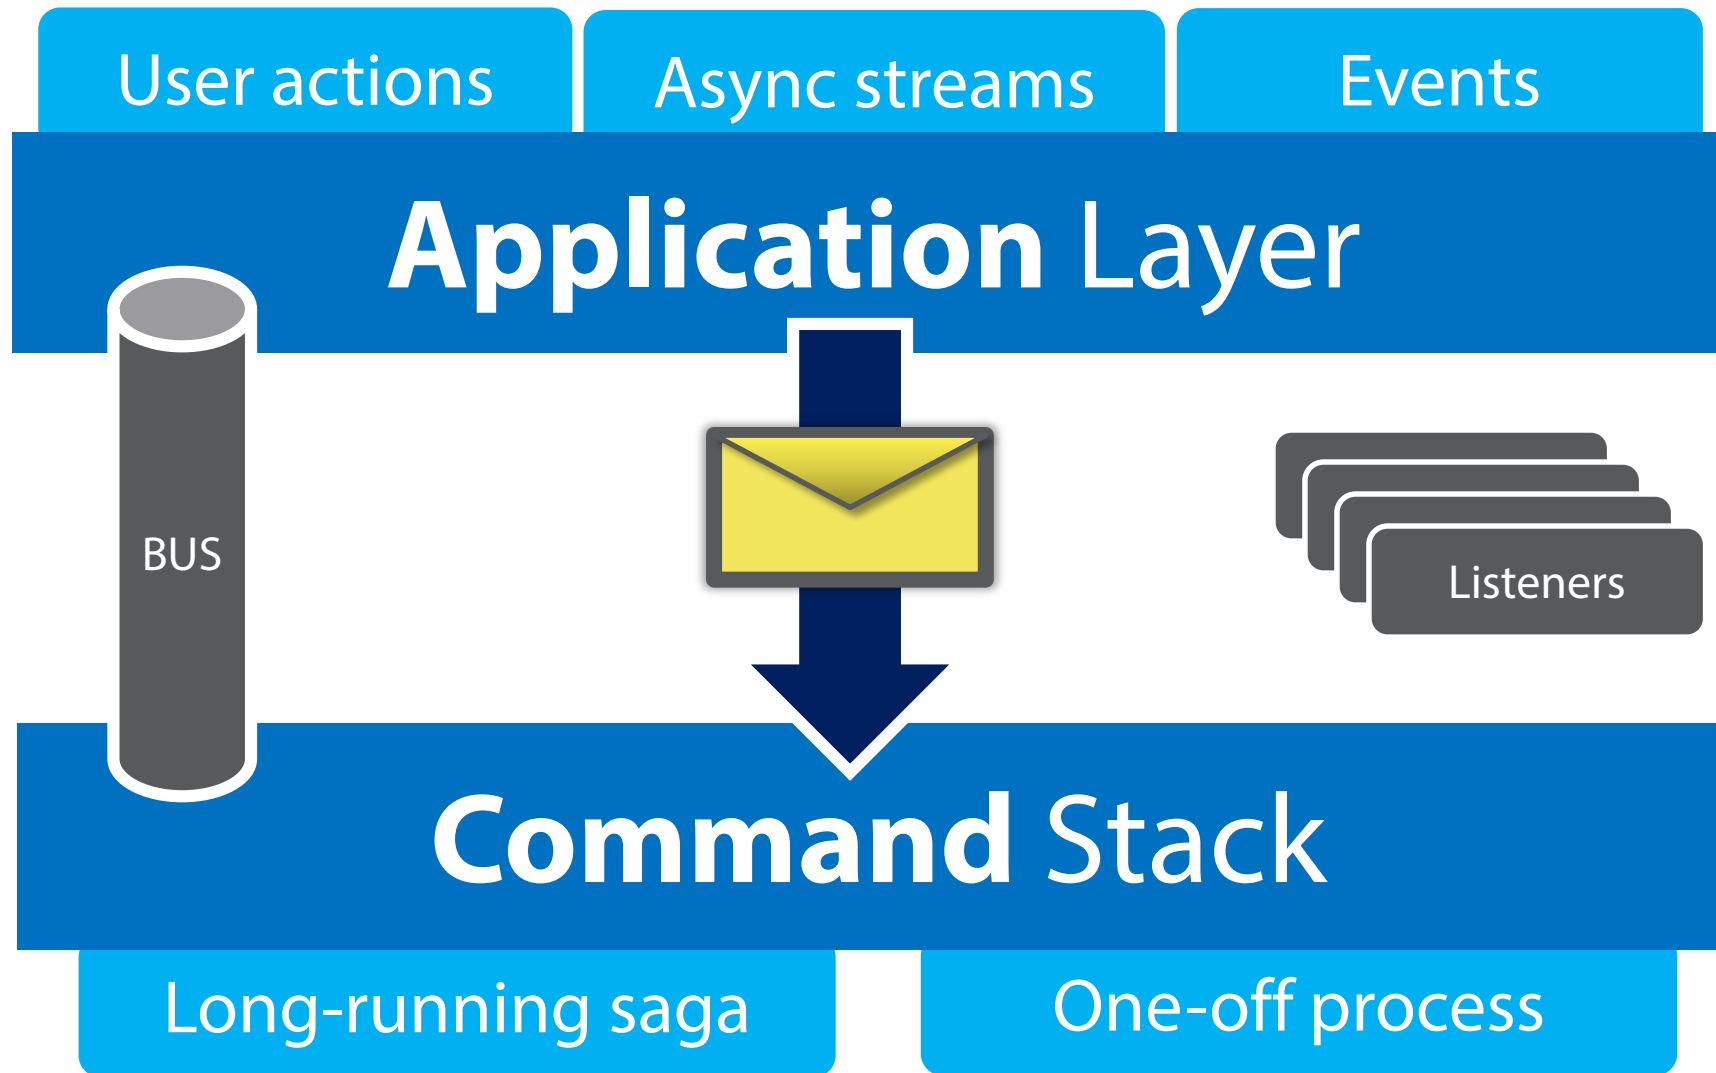 User actions
Async streams
Events
Application Layer
BUS
Listeners
Command Stack
Long-running saga
One-off process